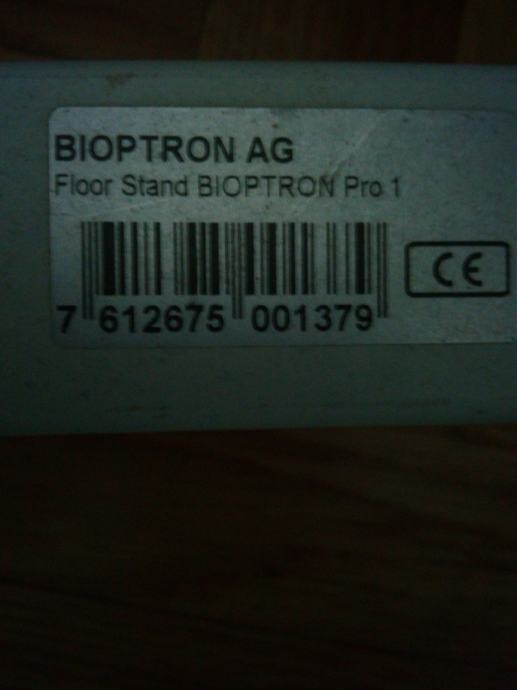 BIOPTRON AG
Floor Stand BIOPTRON Pro 1
CE
7 612675 001379